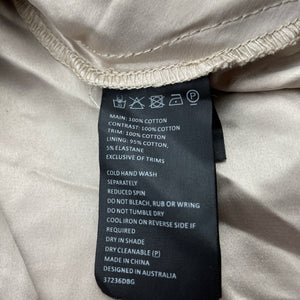 MAIN: 100% COTTON
CONTRAST: 100% COTTON
TRIM: 100% COTTON
LINING: 95% COTTON,
5% ELASTANE
EXCLUSIVE OF TRIMS
COLD HAND WASH
SEPARATELY
REDUCED SPIN
DO NOT BLEACH, RUB OR WRING
DO NOT TUMBLE DRY
COOL IRON ON REVERSE SIDE IF
REQUIRED
DRY IN SHADE
DRY CLEANABLE (P)
MADE IN CHINA
DESIGNED IN AUSTRALIA
37236DBG